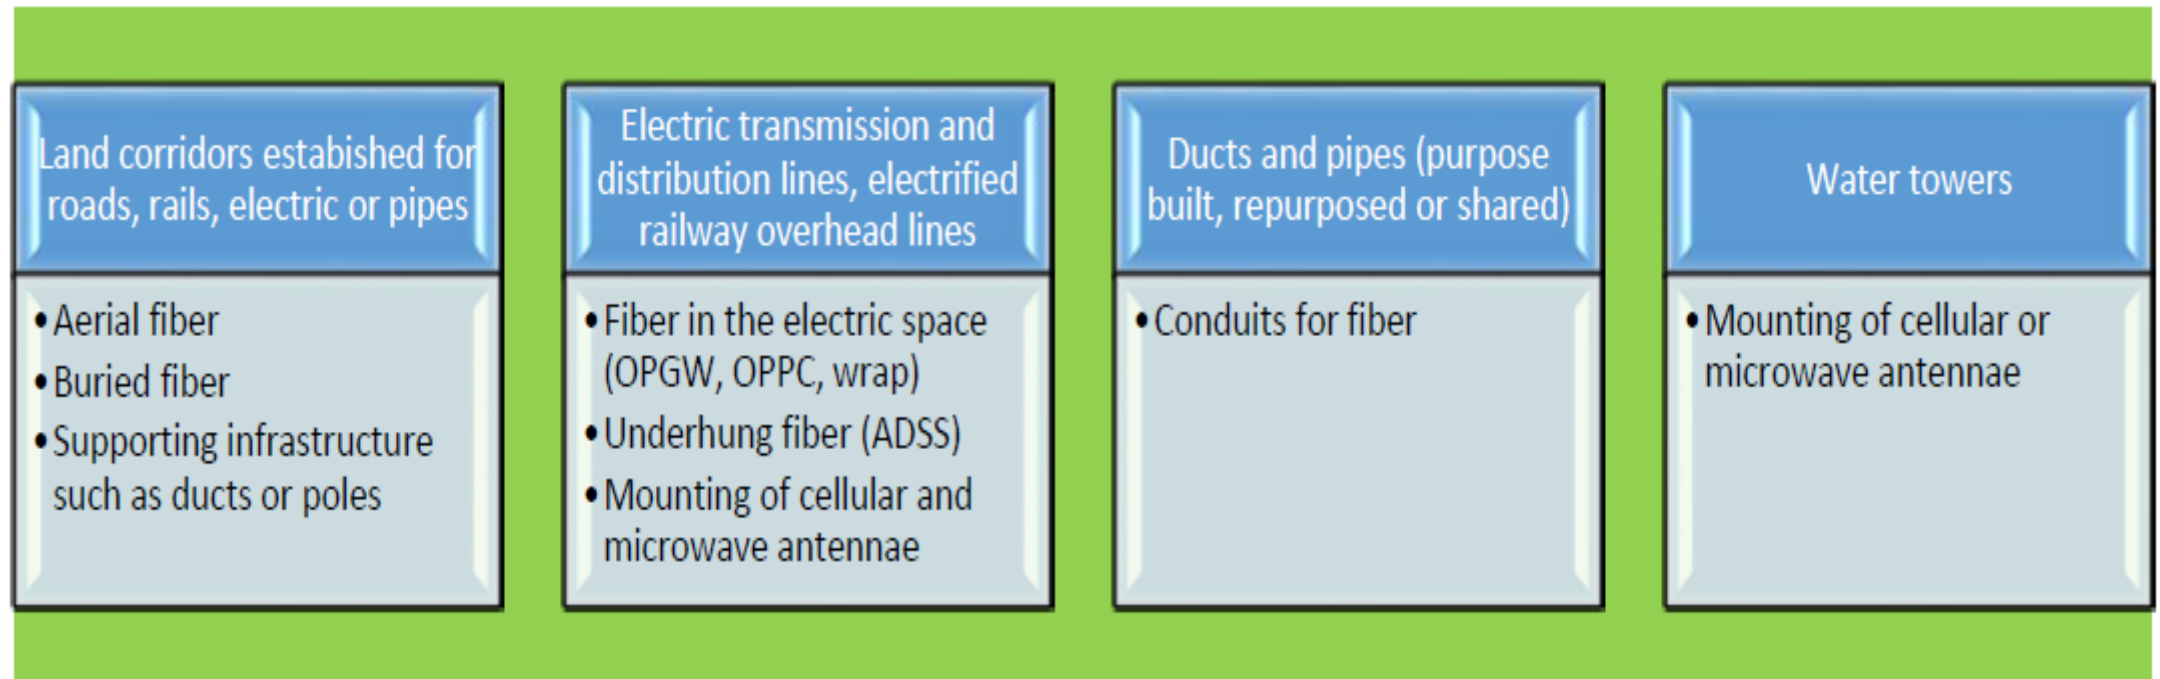 Land corridors estabished for
roads, rails, electric or pipes
• Aerial fiber
• Buried fiber
• Supporting infrastructure
such as ducts or poles
Electric transmission and
distribution lines, electrified
railway overhead lines
• Fiber in the electric space
(OPGW, OPPC, wrap)
• Underhung fiber (ADSS)
• Mounting of cellular and
microwave antennae
Ducts and pipes (purpose
built, repurposed or shared)
• Conduits for fiber
Water towers
• Mounting of cellular or
microwave antennae